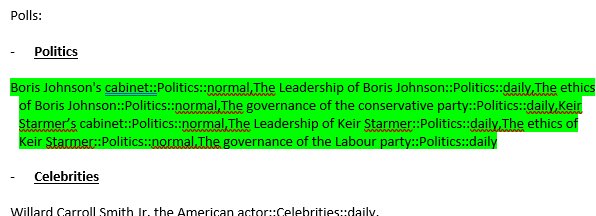 Polls:
- Politics
Boris Johnson's cabinet::Politics::normal,The Leadership of Boris Johnson::Politics::daily,The ethics
of Boris Johnson::Politics::normal,The governance of the conservative party::Politics::daily,Keir
Starmer’s cabinet::Politics::normal,The Leadership of Keir Starmer::Politics::daily,The ethics of
Keir Starmer::Politics::normal,The governance of the Labour party::Politics::daily
- Celebrities
Willard Carroll Smith Jr. the American actor::Celebrities::daily,